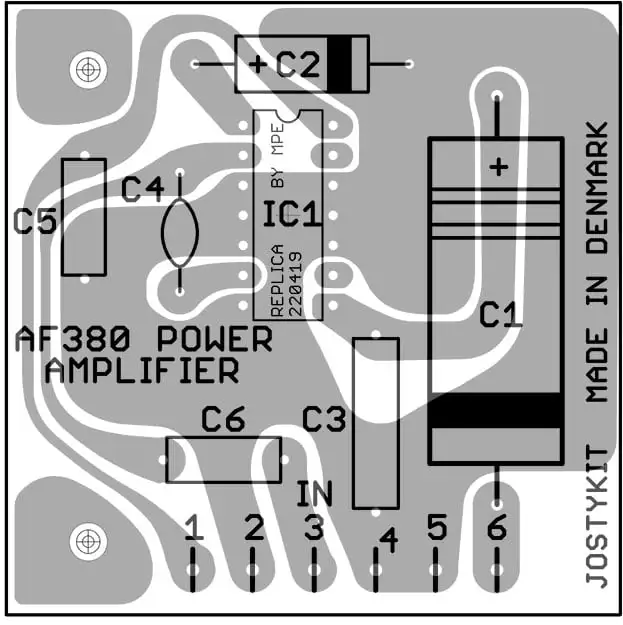 + C2
BY MPE
REPLICA
220419
C4
C5
IC1
+
C1
AF380 POWER
AMPLIFIER
C6
C3
IN
1 2 3 4 5 6
JOSTYKIT MADE IN DENMARK